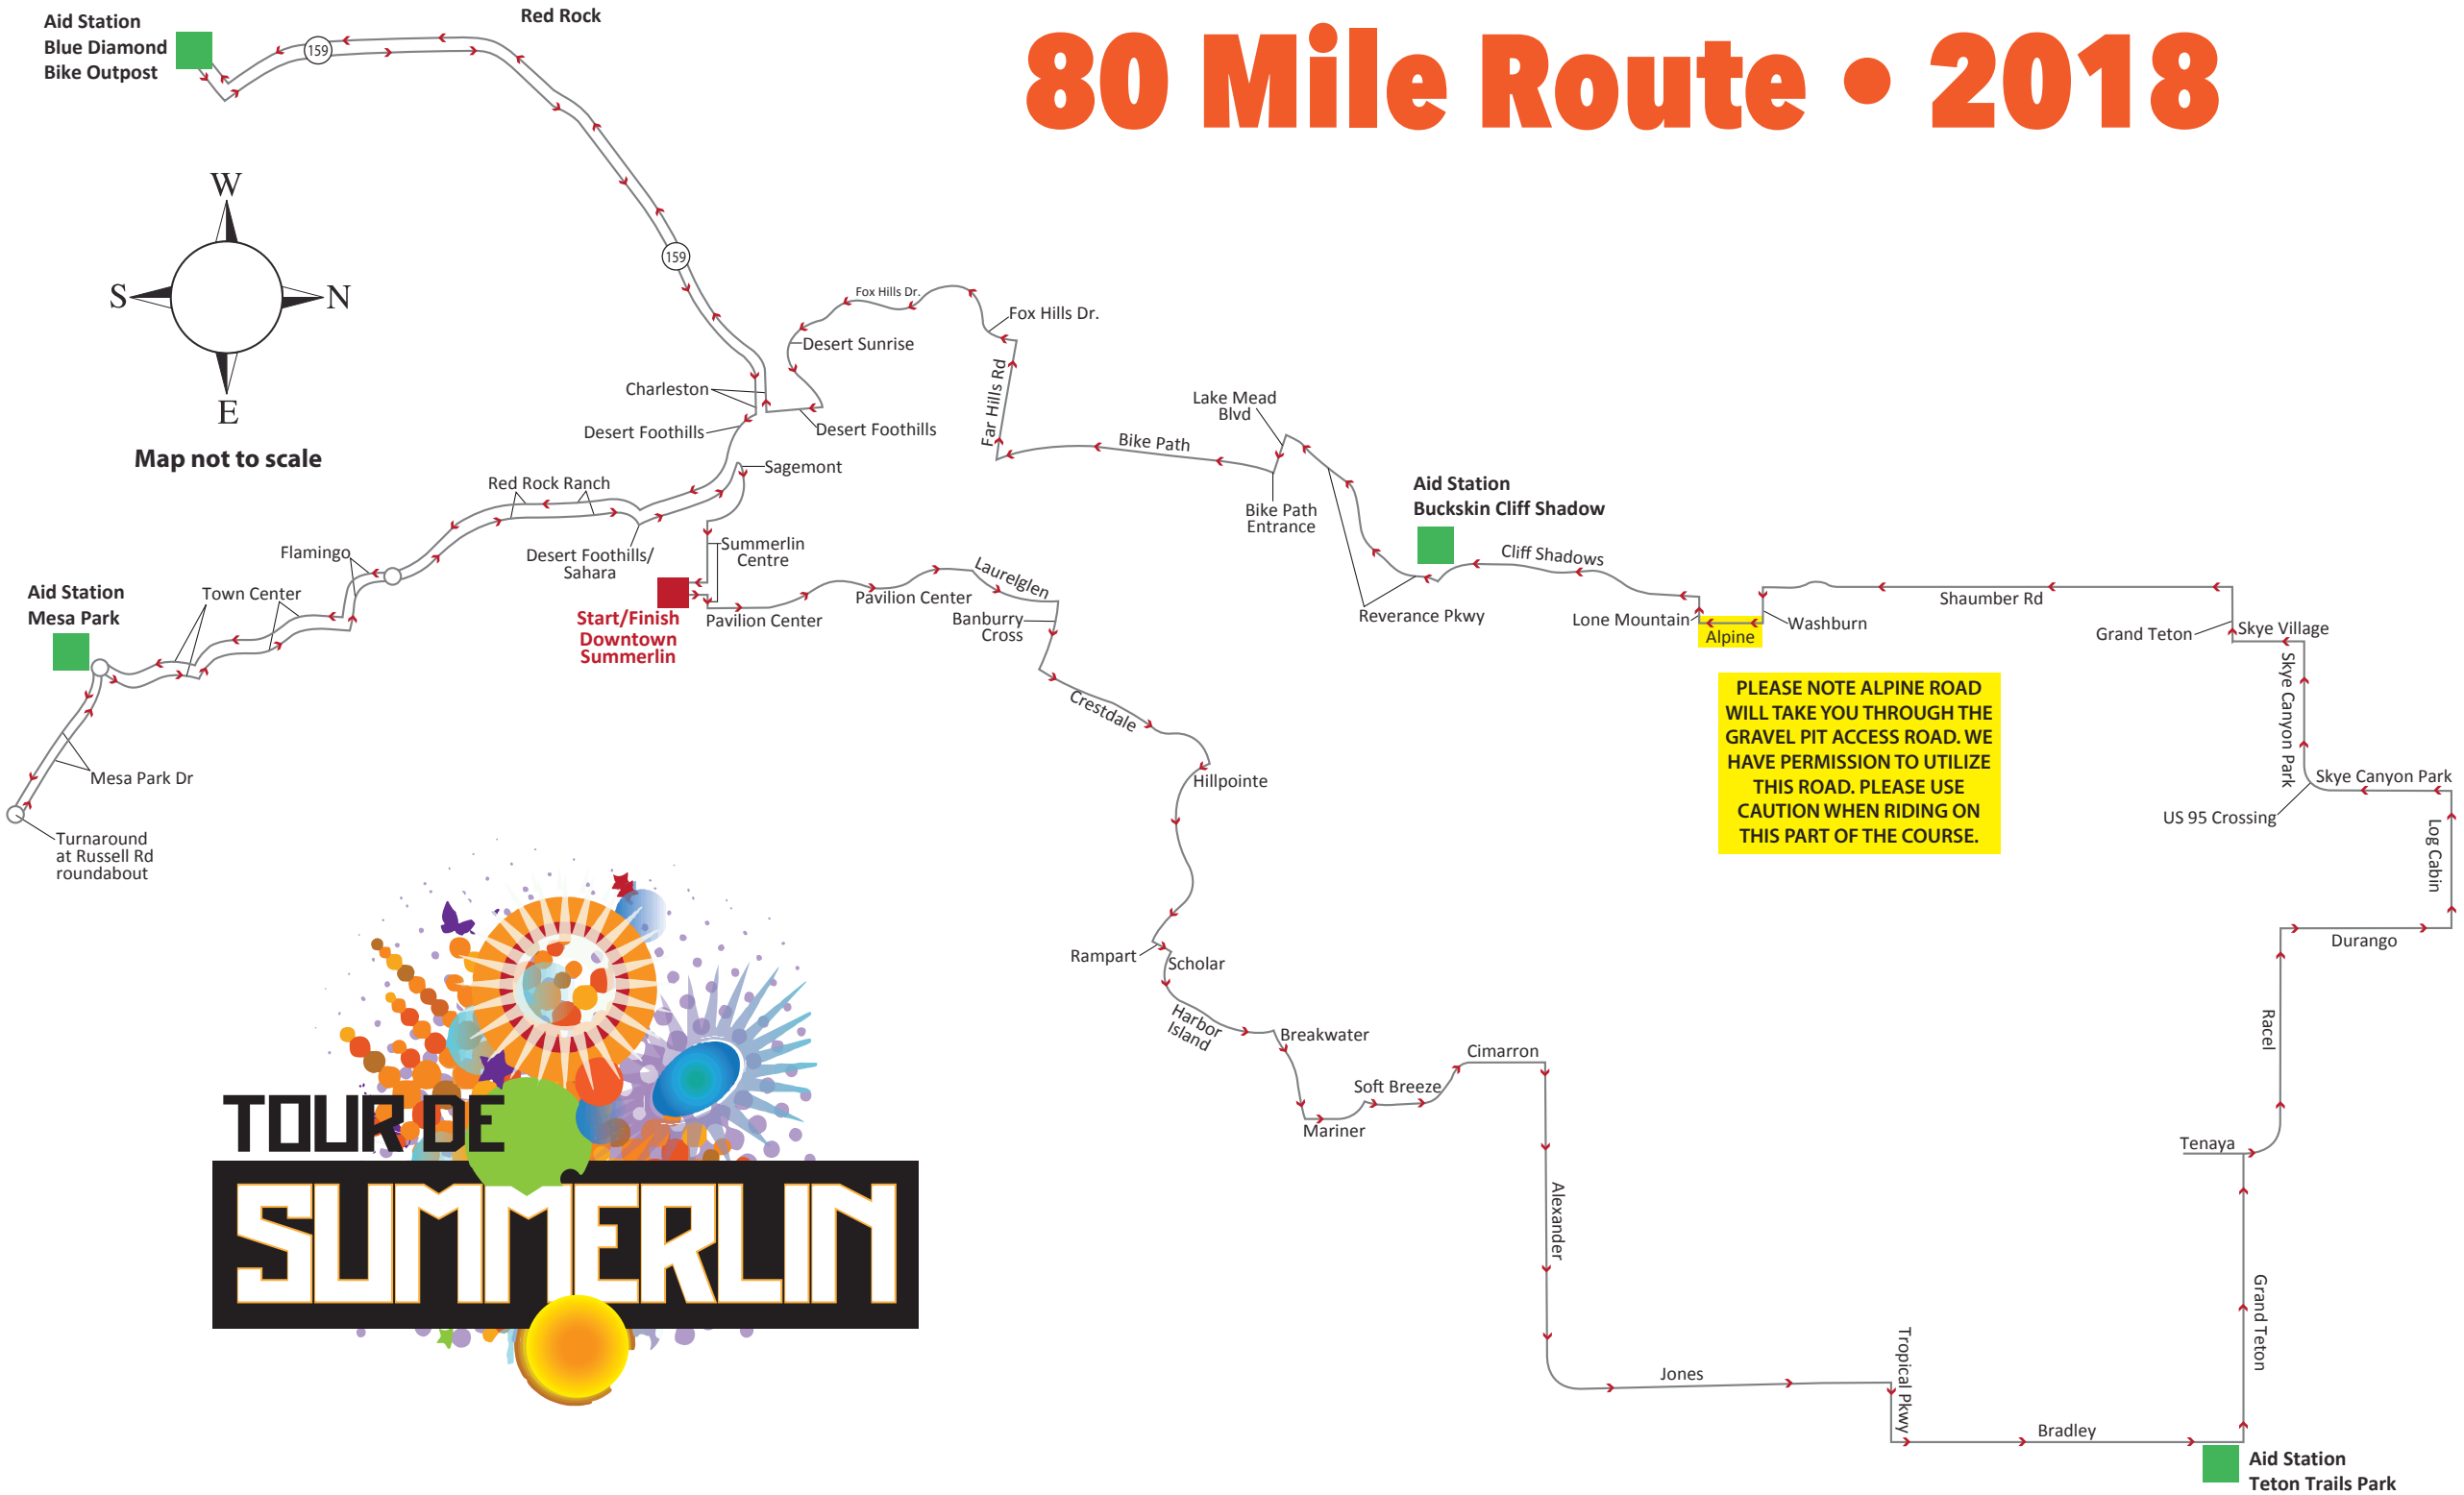 80 Mile Route • 2018
Aid Station
Blue Diamond
Bike Outpost
Red Rock
159
159
W
S
N
E
Map not to scale
Charleston
Desert Foothills
Fox Hills Dr.
Fox Hills Dr.
Desert Sunrise
Desert Foothills
Far Hills Rd
Sagemont
Red Rock Ranch
Desert Foothills/
Sahara
Flamingo
Town Center
Aid Station
Mesa Park
Mesa Park Dr
Turnaround
at Russell Rd
roundabout
Summerlin
Centre
Start/Finish
Downtown
Summerlin
Pavilion Center
Pavilion Center
Laurelglen
Banburry
Cross
Crestdale
Hillpointe
Rampart
Scholar
Harbor
Island
Breakwater
Mariner
Soft Breeze
Cimarron
Alexander
Jones
Tropical Pkwy
Bradley
Aid Station
Teton Trails Park
Grand Teton
Tenaya
Racel
Durango
Log Cabin
Skye Canyon Park
US 95 Crossing
Skye Canyon Park
Skye Village
Grand Teton
Shaumber Rd
Washburn
Alpine
Lone Mountain
PLEASE NOTE ALPINE ROAD
WILL TAKE YOU THROUGH THE
GRAVEL PIT ACCESS ROAD. WE
HAVE PERMISSION TO UTILIZE
THIS ROAD. PLEASE USE
CAUTION WHEN RIDING ON
THIS PART OF THE COURSE.
Cliff Shadows
Aid Station
Buckskin Cliff Shadow
Reverance Pkwy
Lake Mead
Blvd
Bike Path
Entrance
Bike Path
TOUR DE
SUMMERLIN